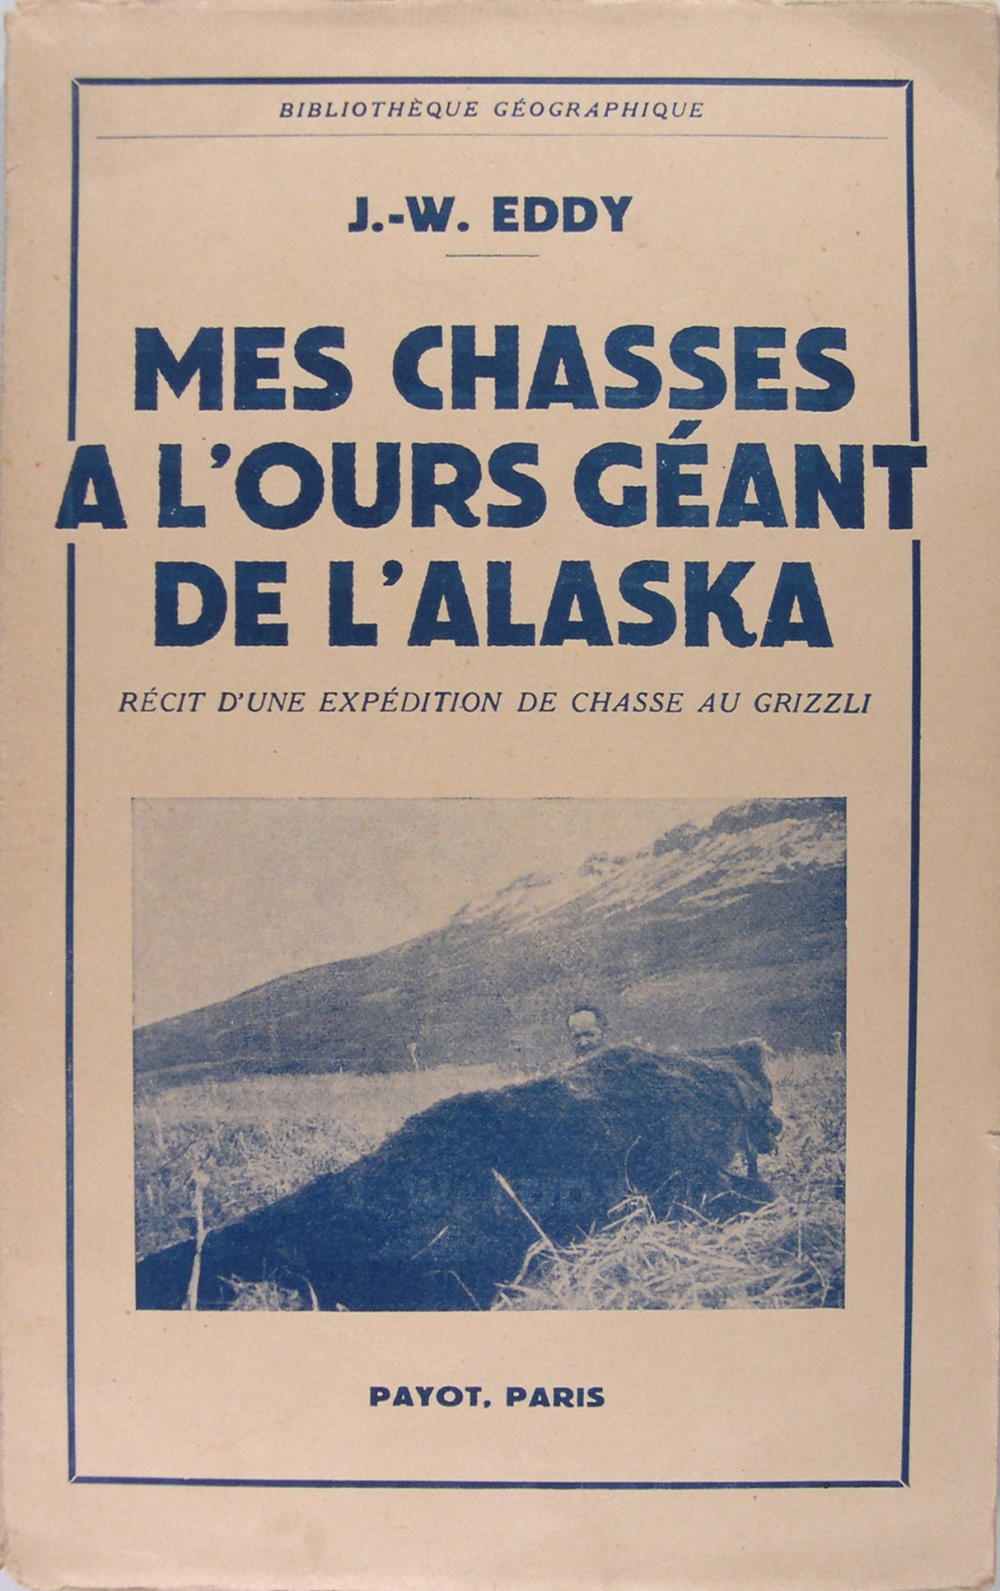 BIBLIOTHÈQUE GÉOGRAPHIQUE
J.-W. EDDY
MES CHASSES
A L'OURS GÉANT
DE L'ALASKA
RÉCIT D'UNE EXPÉDITION DE CHASSE AU GRIZZLI
PAYOT, PARIS